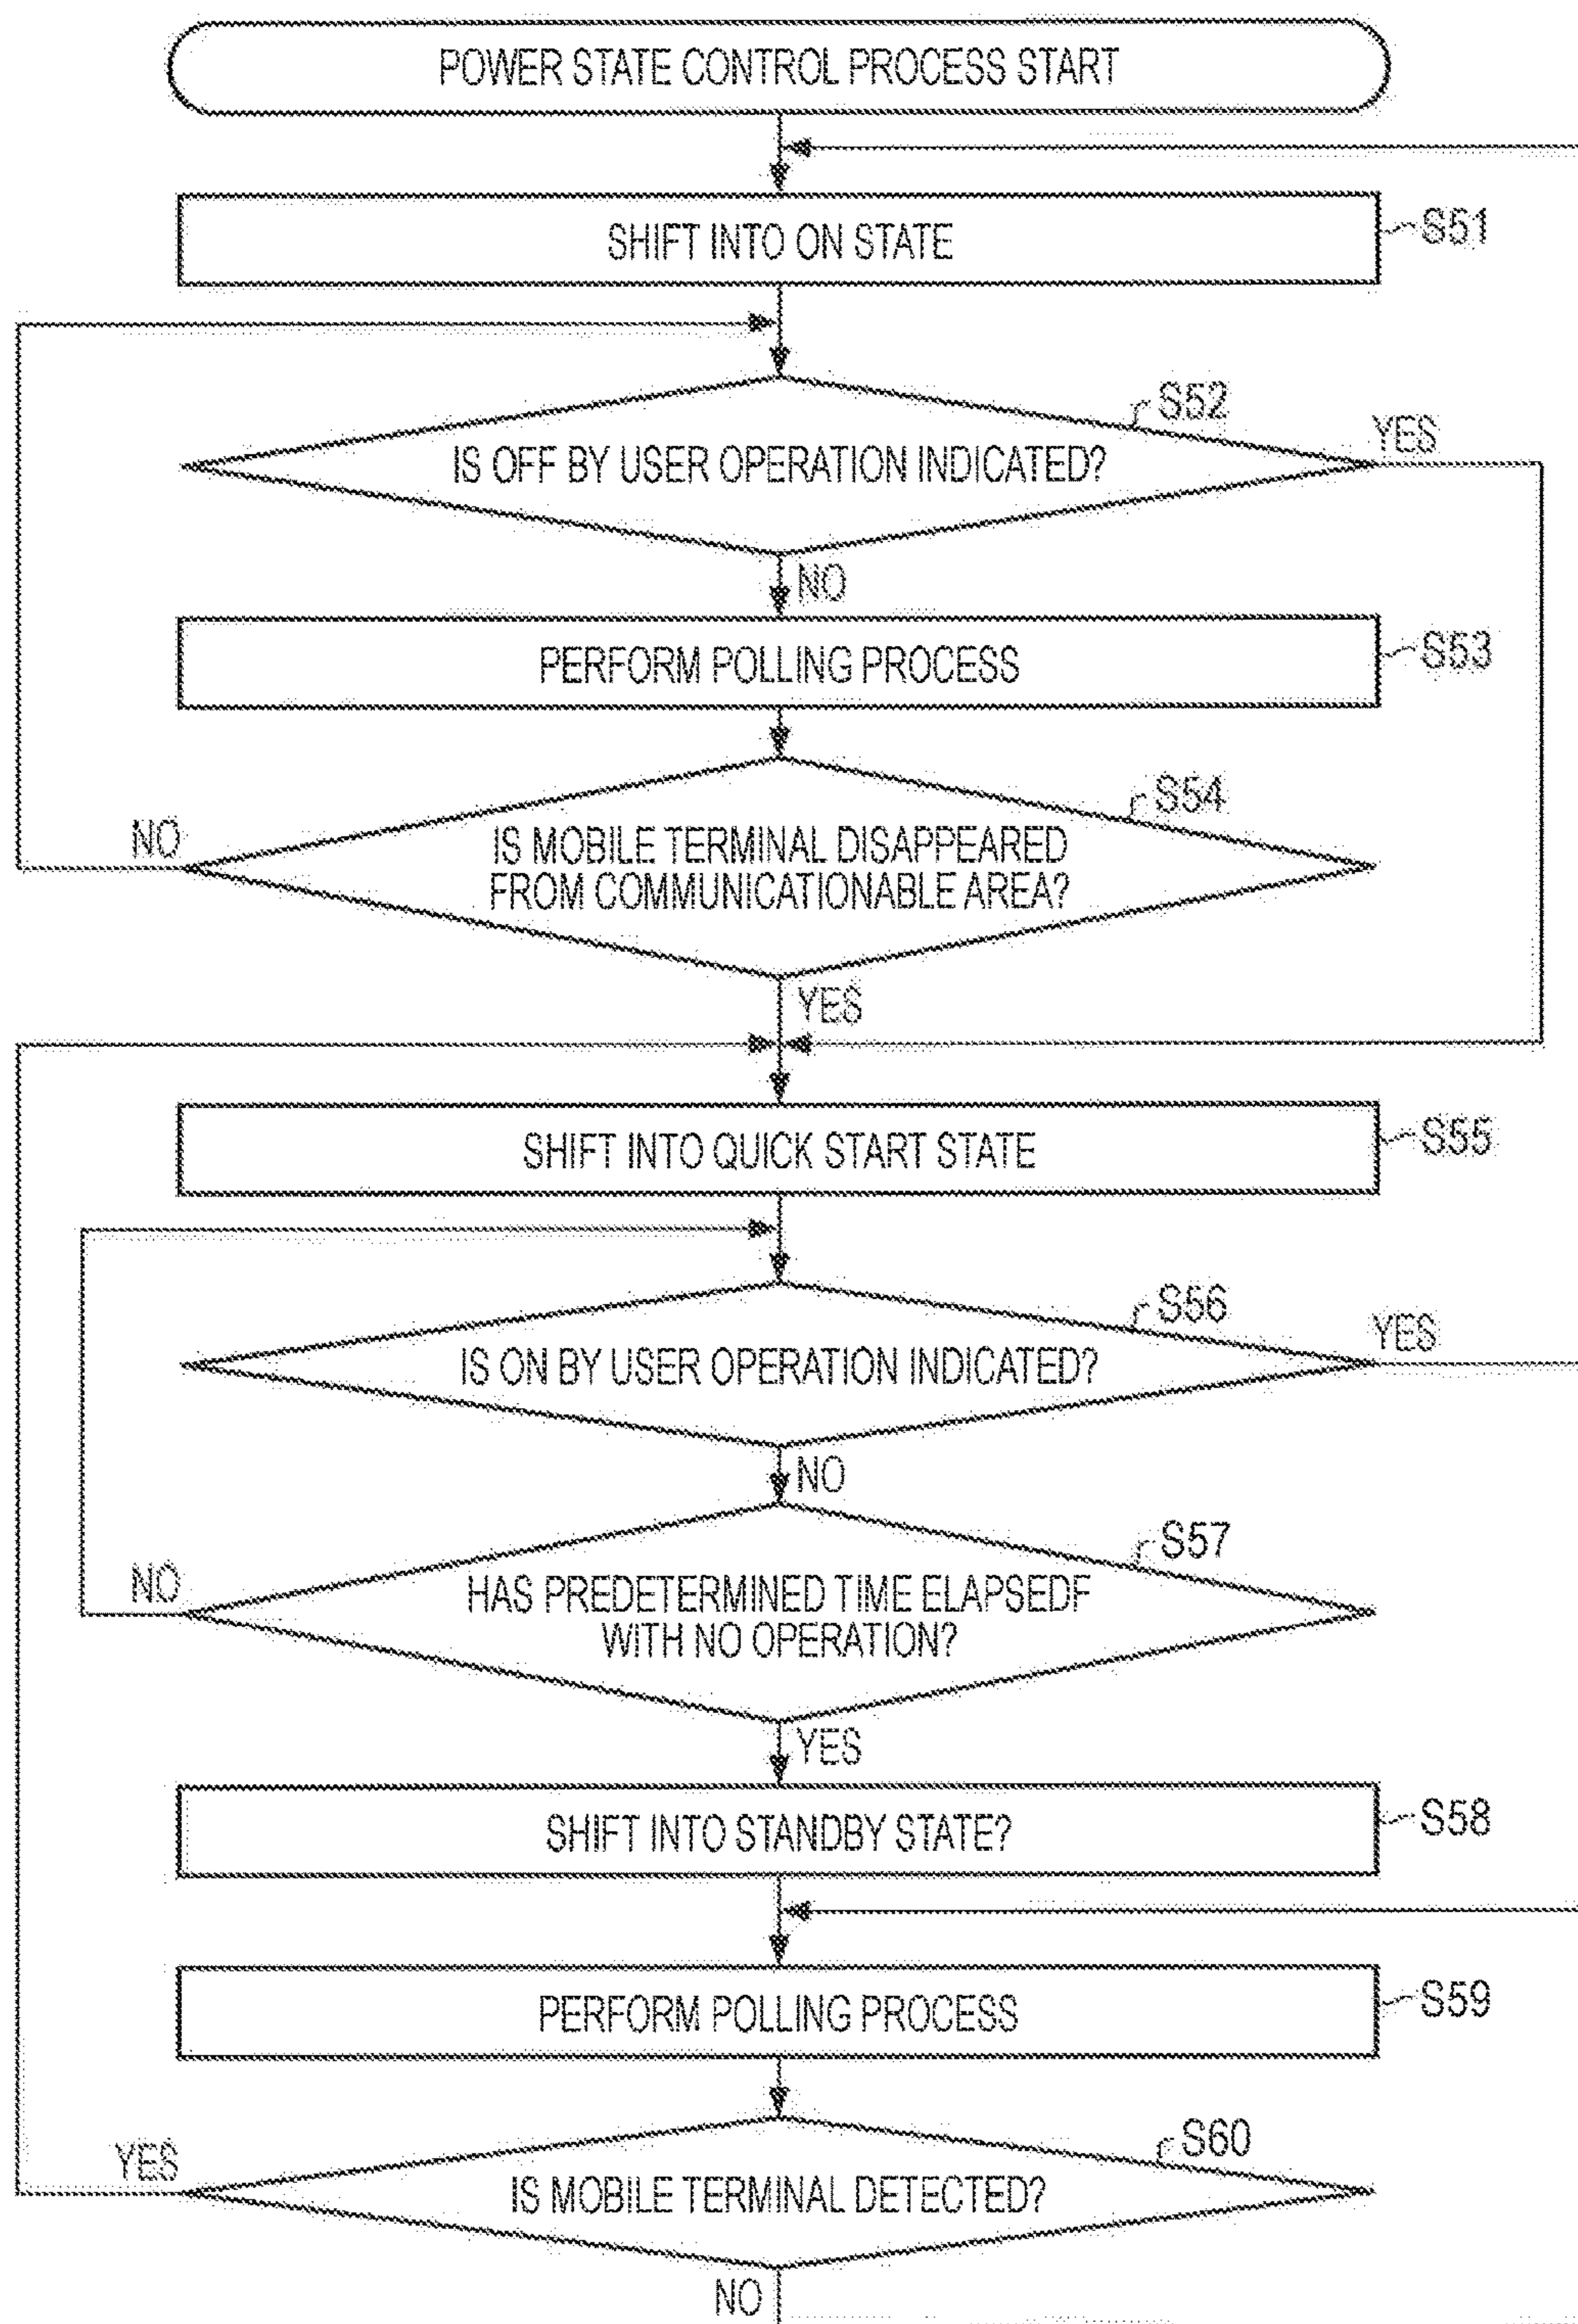 POWER STATE CONTROL PROCESS START
SHIFT INTO ON STATE
S51
S52
IS OFF BY USER OPERATION INDICATED?
YES
NO
PERFORM POLLING PROCESS
S53
S54
NO
IS MOBILE TERMINAL DISAPPEARED
FROM COMMUNICATIONABLE AREA?
YES
SHIFT INTO QUICK START STATE
S55
S56
IS ON BY USER OPERATION INDICATED?
YES
NO
S57
NO
HAS PREDETERMINED TIME ELAPSEDF
WITH NO OPERATION?
YES
SHIFT INTO STANDBY STATE?
S58
PERFORM POLLING PROCESS
S59
S60
YES
IS MOBILE TERMINAL DETECTED?
NO